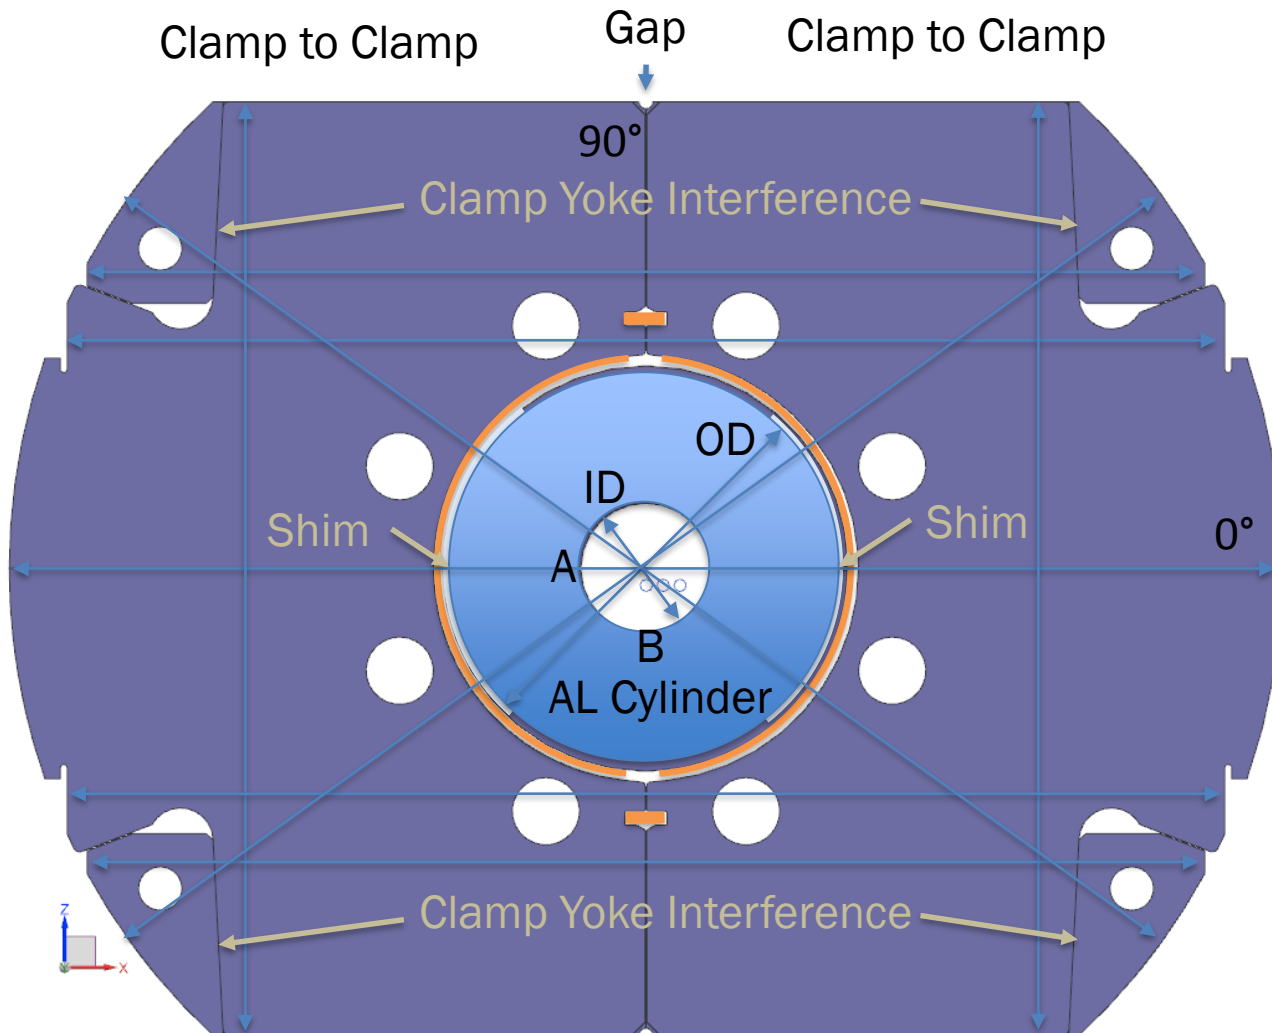 Clamp to Clamp
Gap
Clamp to Clamp
90°
Clamp Yoke Interference
OD
ID
Shim
Shim
0°
A
B
AL Cylinder
Clamp Yoke Interference
Z
X